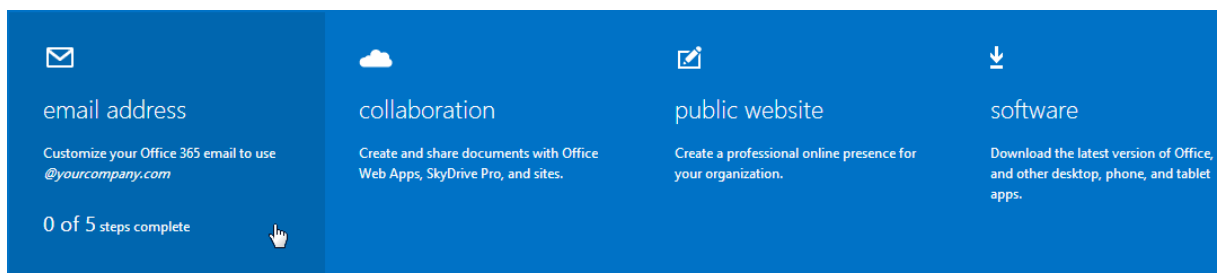 email address
Customize your Office 365 email to use
@yourcompany.com
0 of 5 steps complete
collaboration
Create and share documents with Office
Web Apps, SkyDrive Pro, and sites.
public website
Create a professional online presence for
your organization.
software
Download the latest version of Office,
and other desktop, phone, and tablet
apps.